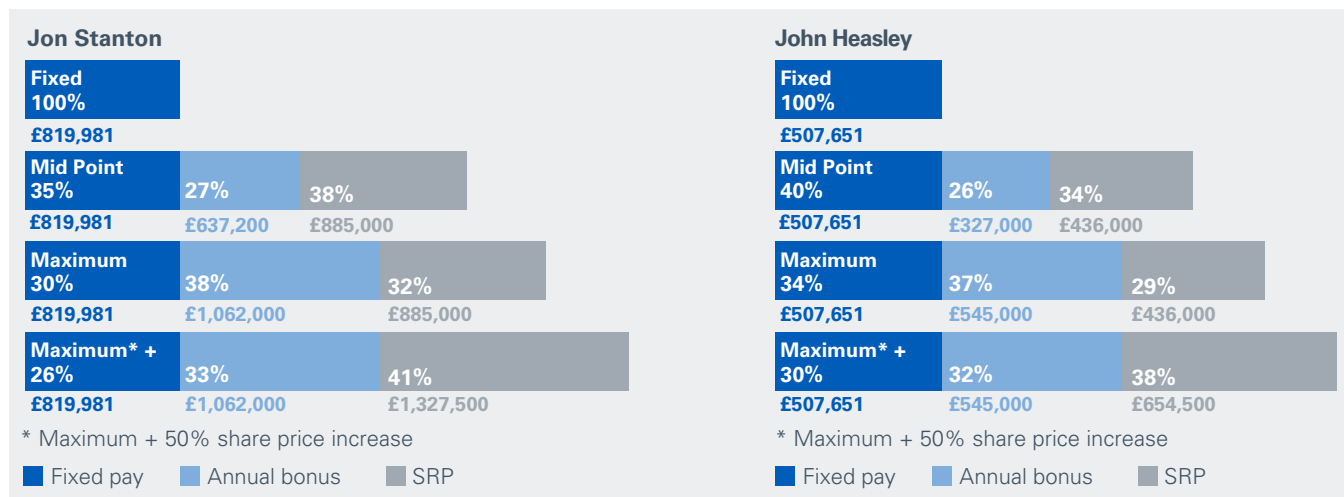 Jon Stanton
Fixed
100%
£819,981
Mid Point
35% 27% 38%
£819,981 £637,200 £885,000
Maximum
30% 38% 32%
£819,981 £1,062,000 £885,000
Maximum* +
26% 33% 41%
£819,981 £1,062,000 £1,327,500
* Maximum + 50% share price increase
Fixed pay Annual bonus SRP
John Heasley
Fixed
100%
£507,651
Mid Point
40% 26% 34%
£507,651 £327,000 £436,000
Maximum
34% 37% 29%
£507,651 £545,000 £436,000
Maximum* +
30% 32% 38%
£507,651 £545,000 £654,500
* Maximum + 50% share price increase
Fixed pay Annual bonus SRP